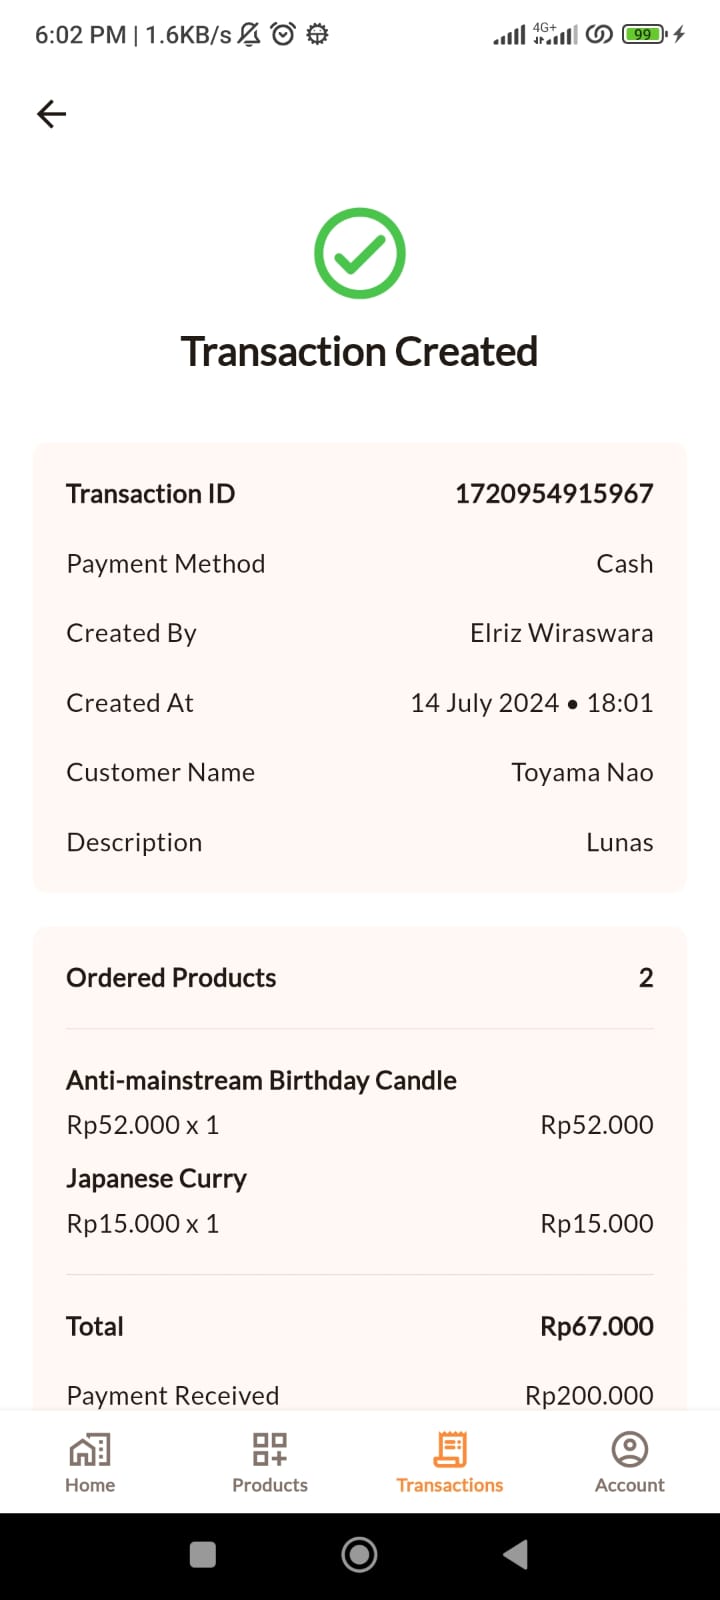 6:02 PM | 1.6KB/s 4G+ 99
Transaction Created
Transaction ID 1720954915967
Payment Method Cash
Created By Elriz Wiraswara
Created At 14 July 2024 • 18:01
Customer Name Toyama Nao
Description Lunas
Ordered Products 2
Anti-mainstream Birthday Candle
Rp52.000 x 1 Rp52.000
Japanese Curry
Rp15.000 x 1 Rp15.000
Total Rp67.000
Payment Received Rp200.000
Home Products Transactions Account